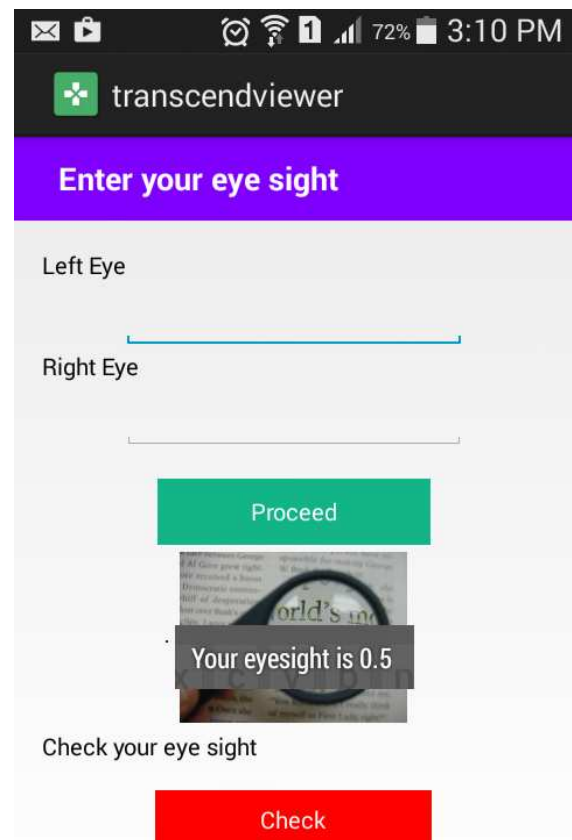 72% 3:10 PM
transcendviewer
Enter your eye sight
Left Eye
Right Eye
Proceed
orld's mo
Your eyesight is 0.5
Check your eye sight
Check